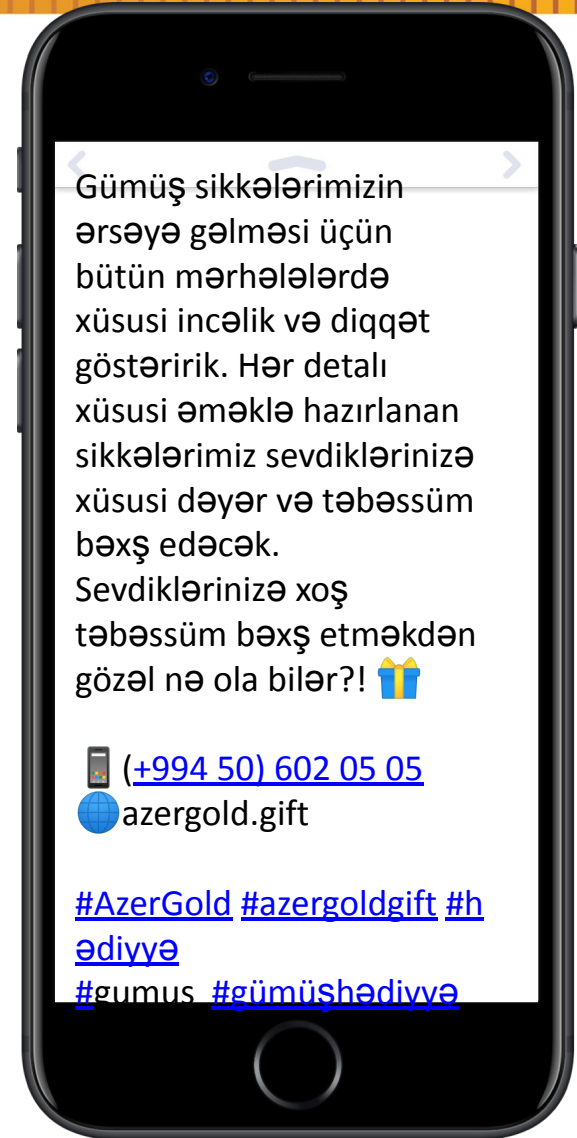 Gümüş sikkələrimizin
ərsəyə gəlməsi üçün
bütün mərhələlərdə
xüsusi incəlik və diqqət
göstəririk. Hər detalı
xüsusi əməklə hazırlanan
sikkələrimiz sevdiklərinizə
xüsusi dəyər və təbəssüm
bəxş edəcək.
Sevdiklərinizə xoş
təbəssüm bəxş etməkdən
gözəl nə ola bilər?! 🎁
📱(+994 50) 602 05 05
🌐azergold.gift
#AzerGold #azergoldgift #h
ədiyyə
#gumus #gümüşhədiyyə